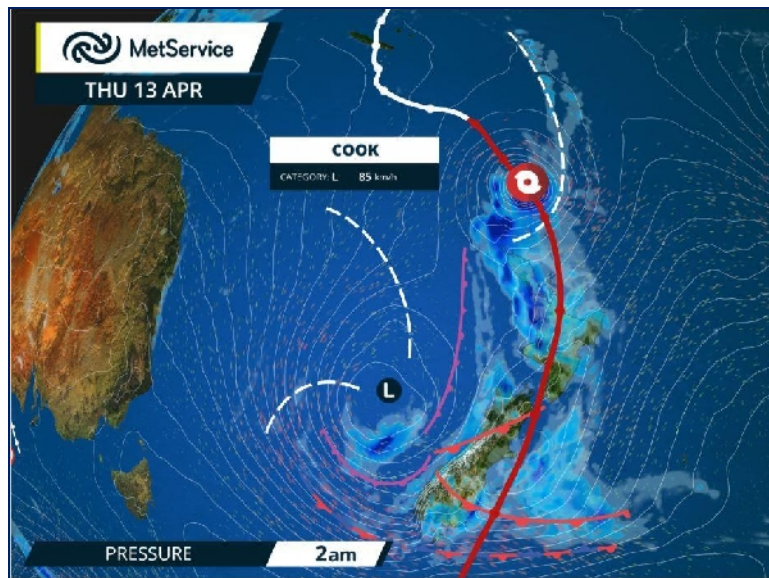 MetService
THU 13 APR
COOK
CATEGORY: L 85 km/h
L
PRESSURE 2am